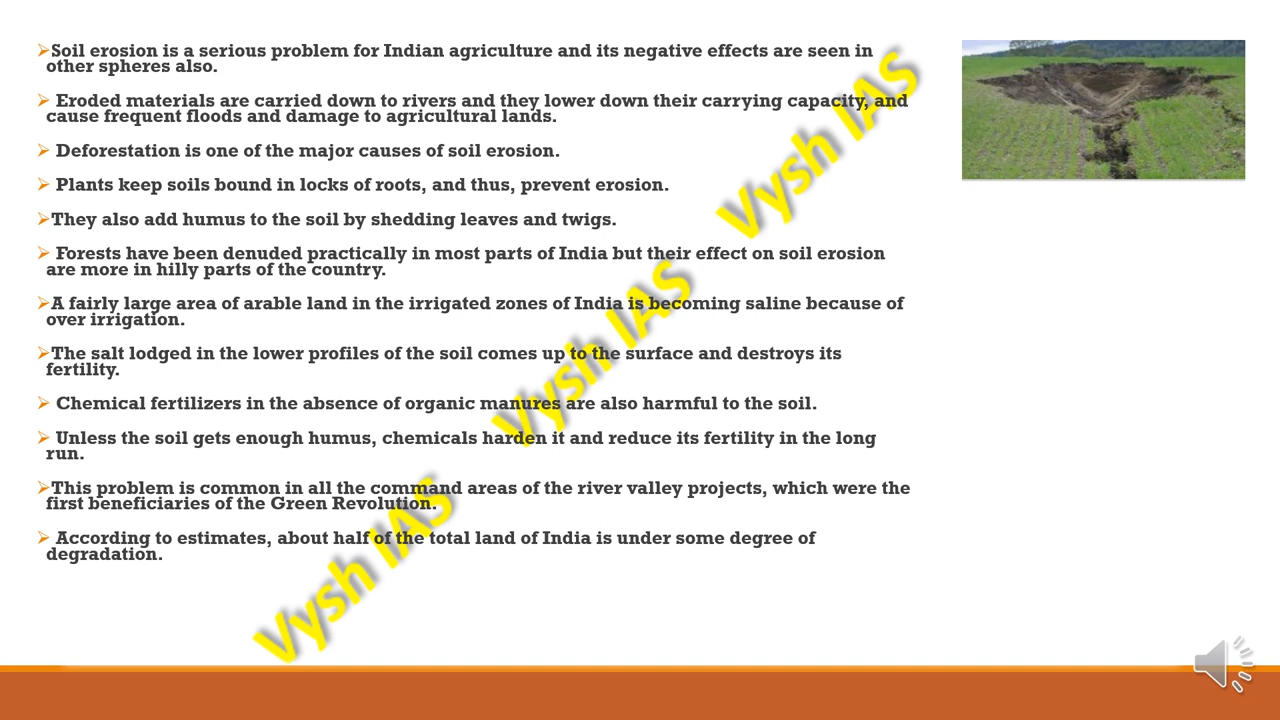 ➢Soil erosion is a serious problem for Indian agriculture and its negative effects are seen in
other spheres also.
➢ Eroded materials are carried down to rivers and they lower down their carrying capacity, and
cause frequent floods and damage to agricultural lands.
➢ Deforestation is one of the major causes of soil erosion.
➢ Plants keep soils bound in locks of roots, and thus, prevent erosion.
➢They also add humus to the soil by shedding leaves and twigs.
➢ Forests have been denuded practically in most parts of India but their effect on soil erosion
are more in hilly parts of the country.
➢A fairly large area of arable land in the irrigated zones of India is becoming saline because of
over irrigation.
➢The salt lodged in the lower profiles of the soil comes up to the surface and destroys its
fertility.
➢ Chemical fertilizers in the absence of organic manures are also harmful to the soil.
➢ Unless the soil gets enough humus, chemicals harden it and reduce its fertility in the long
run.
➢This problem is common in all the command areas of the river valley projects, which were the
first beneficiaries of the Green Revolution.
➢ According to estimates, about half of the total land of India is under some degree of
degradation.
Vysh IAS
Vysh IAS
Vysh IAS